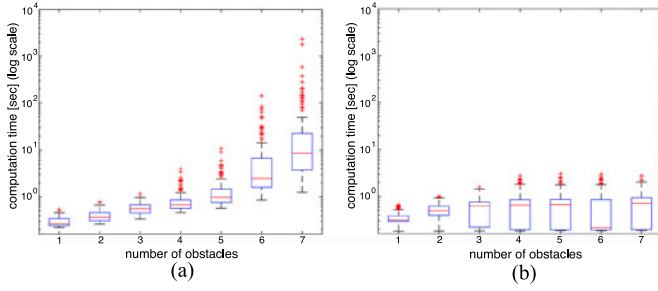 computation time [sec] (log scale)
10^4
10^3
10^2
10^1
10^0
1 2 3 4 5 6 7
number of obstacles
(a)
computation time [sec] (log scale)
10^4
10^3
10^2
10^1
10^0
1 2 3 4 5 6 7
number of obstacles
(b)